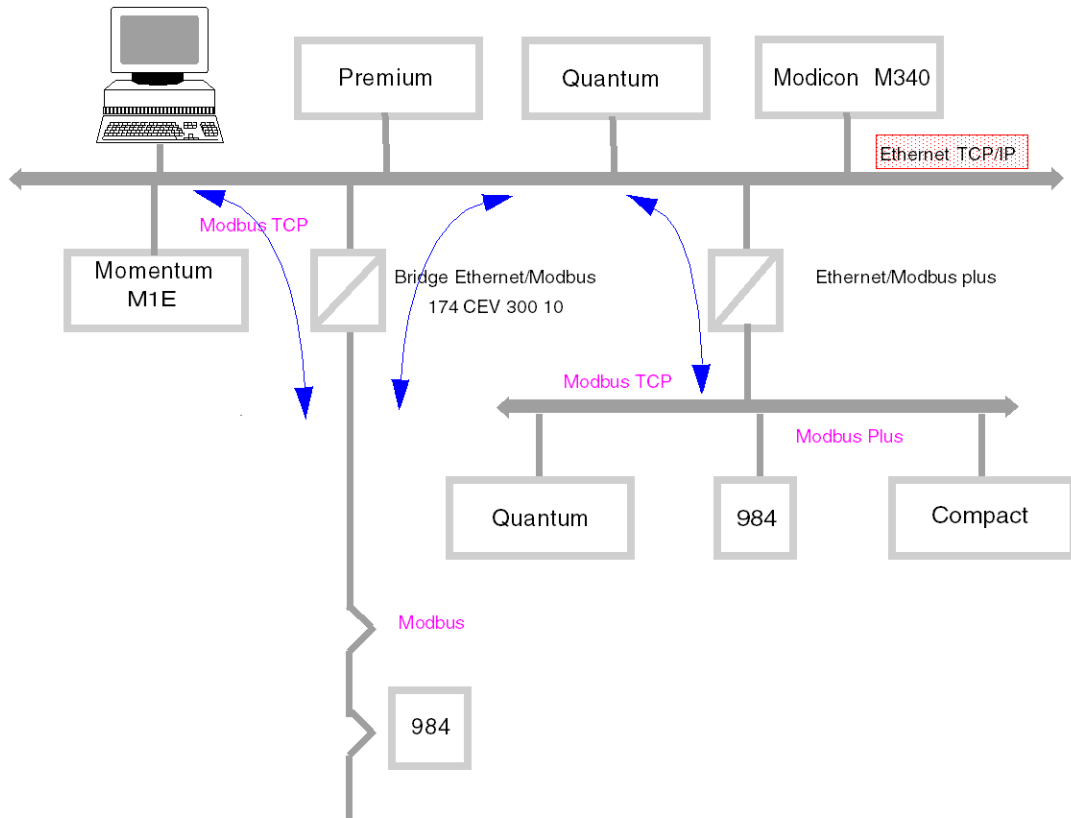 Premium
Quantum
Modicon M340
Ethernet TCP/IP
Modbus TCP
Momentum
M1E
Bridge Ethernet/Modbus
174 CEV 300 10
Ethernet/Modbus plus
Modbus TCP
Modbus Plus
Quantum
984
Compact
Modbus
984